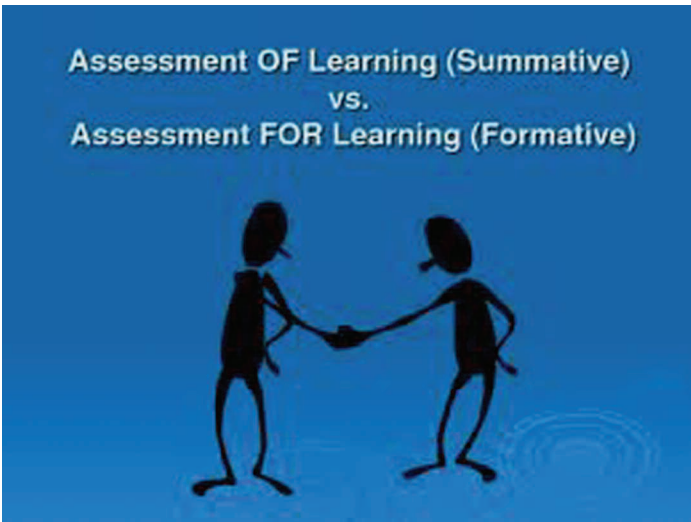 Assessment OF Learning (Summative)
vs.
Assessment FOR Learning (Formative)